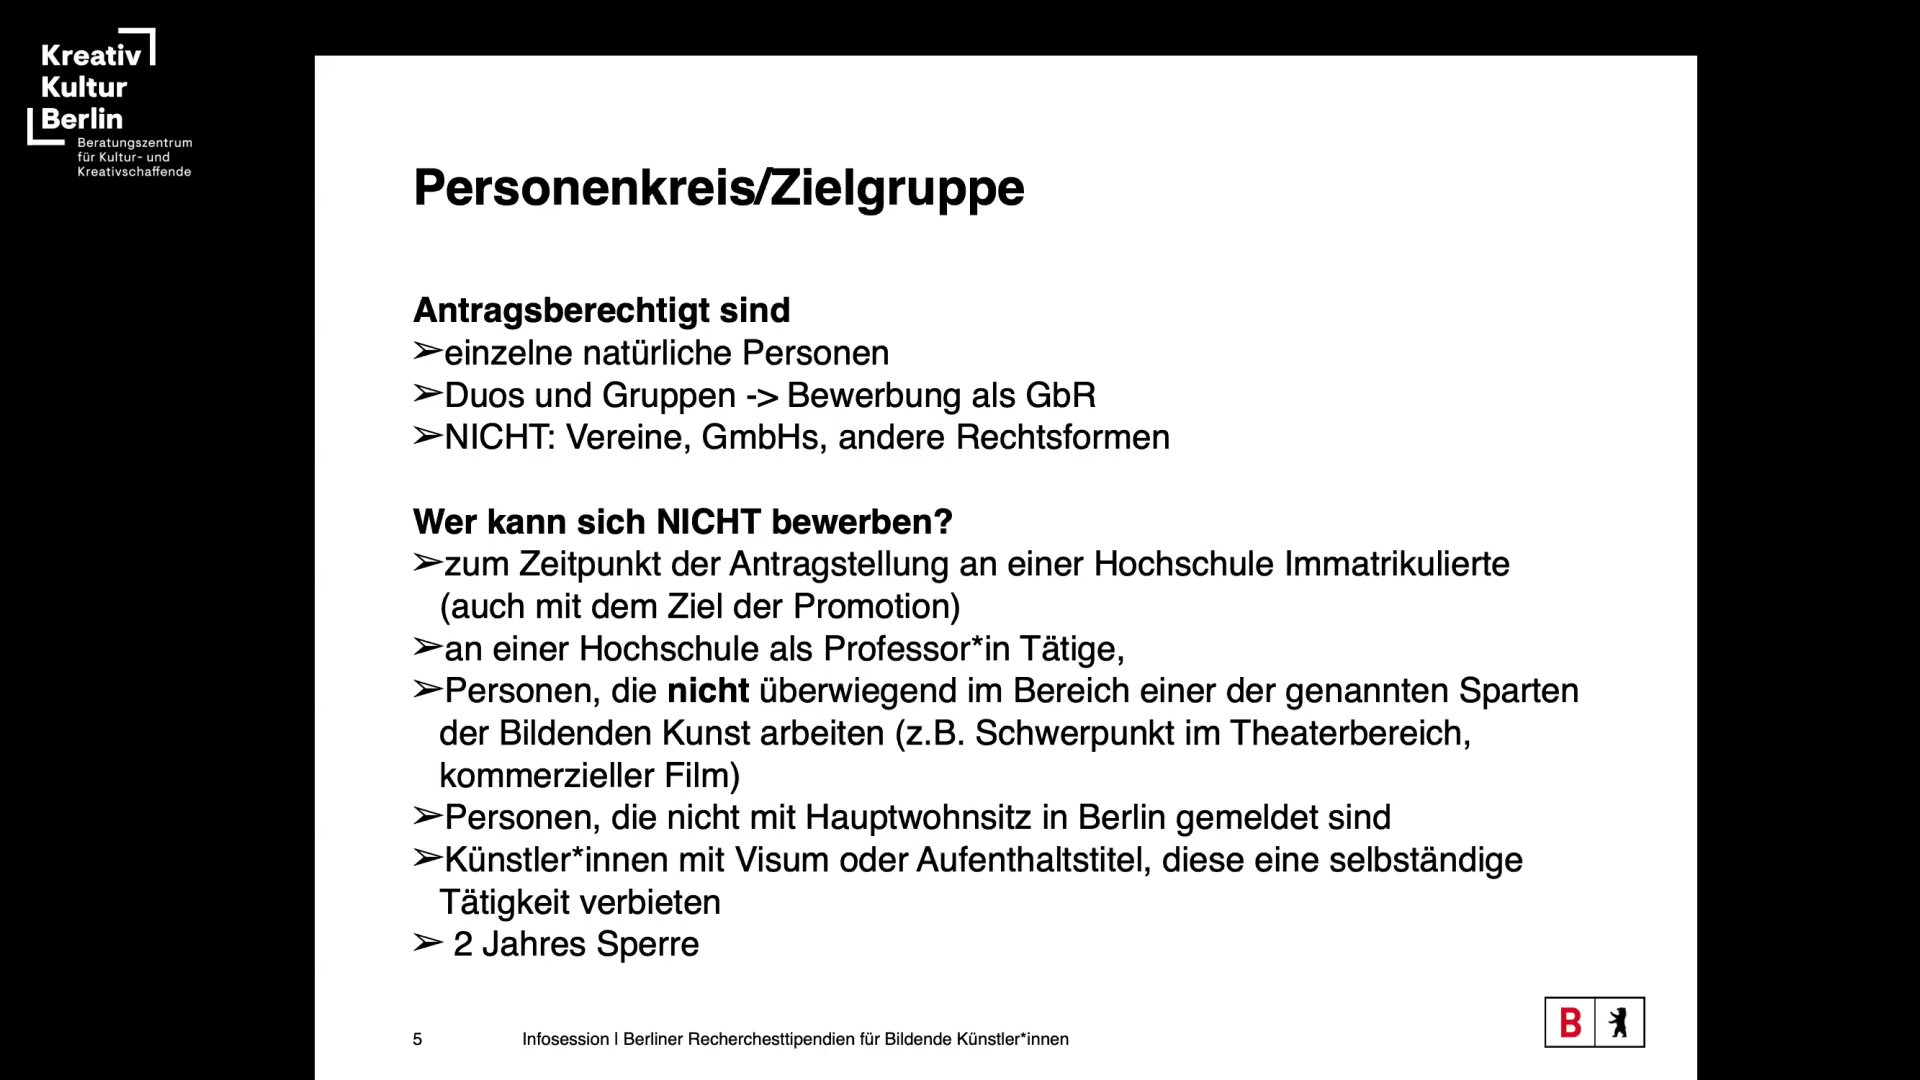 Kreativ
Kultur
Berlin
Beratungszentrum
für Kultur- und
Kreativschaffende
Personenkreis/Zielgruppe
Antragsberechtigt sind
➢einzelne natürliche Personen
➢Duos und Gruppen -> Bewerbung als GbR
➢NICHT: Vereine, GmbHs, andere Rechtsformen
Wer kann sich NICHT bewerben?
➢zum Zeitpunkt der Antragstellung an einer Hochschule Immatrikulierte
(auch mit dem Ziel der Promotion)
➢an einer Hochschule als Professor*in Tätige,
➢Personen, die nicht überwiegend im Bereich einer der genannten Sparten
der Bildenden Kunst arbeiten (z.B. Schwerpunkt im Theaterbereich,
kommerzieller Film)
➢Personen, die nicht mit Hauptwohnsitz in Berlin gemeldet sind
➢Künstler*innen mit Visum oder Aufenthaltstitel, diese eine selbständige
Tätigkeit verbieten
➢ 2 Jahres Sperre
5 Infosession I Berliner Recherchesttipendien für Bildende Künstler*innen
B